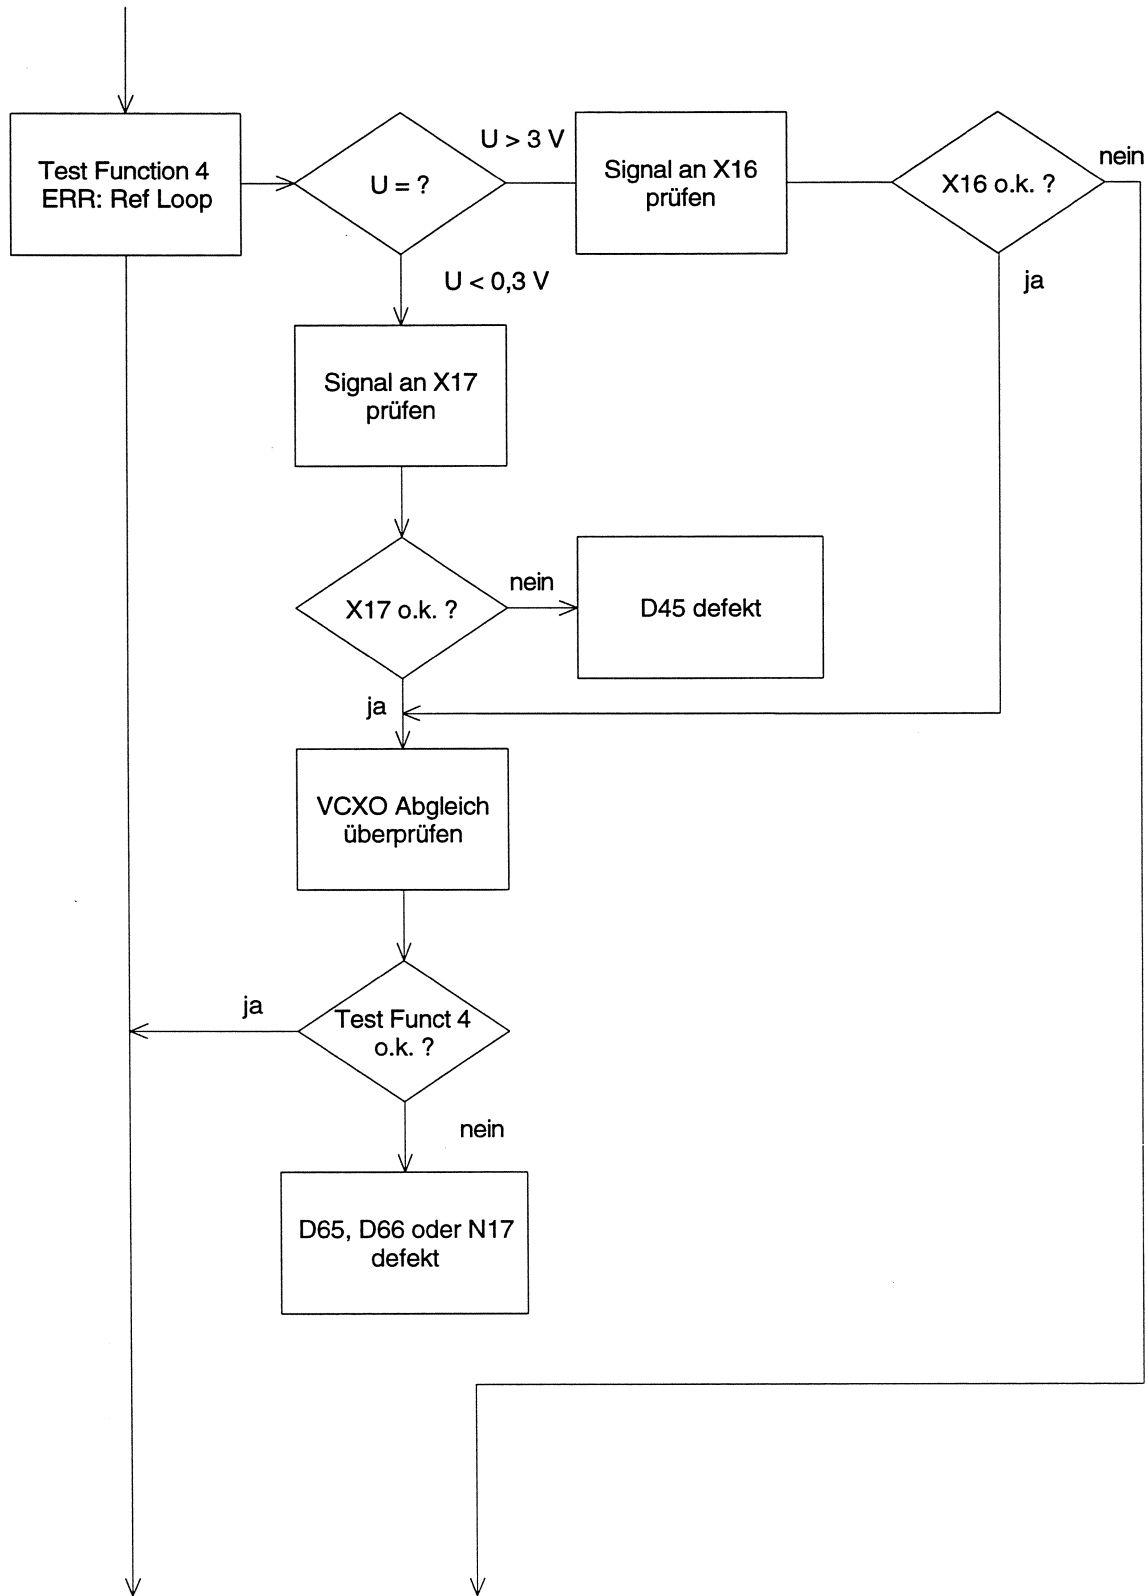 Test Function 4
ERR: Ref Loop
U = ?
U > 3 V
Signal an X16
prüfen
X16 o.k. ?
nein
ja
U < 0,3 V
Signal an X17
prüfen
X17 o.k. ?
nein
D45 defekt
ja
VCXO Abgleich
überprüfen
ja
Test Funct 4
o.k. ?
nein
D65, D66 oder N17
defekt